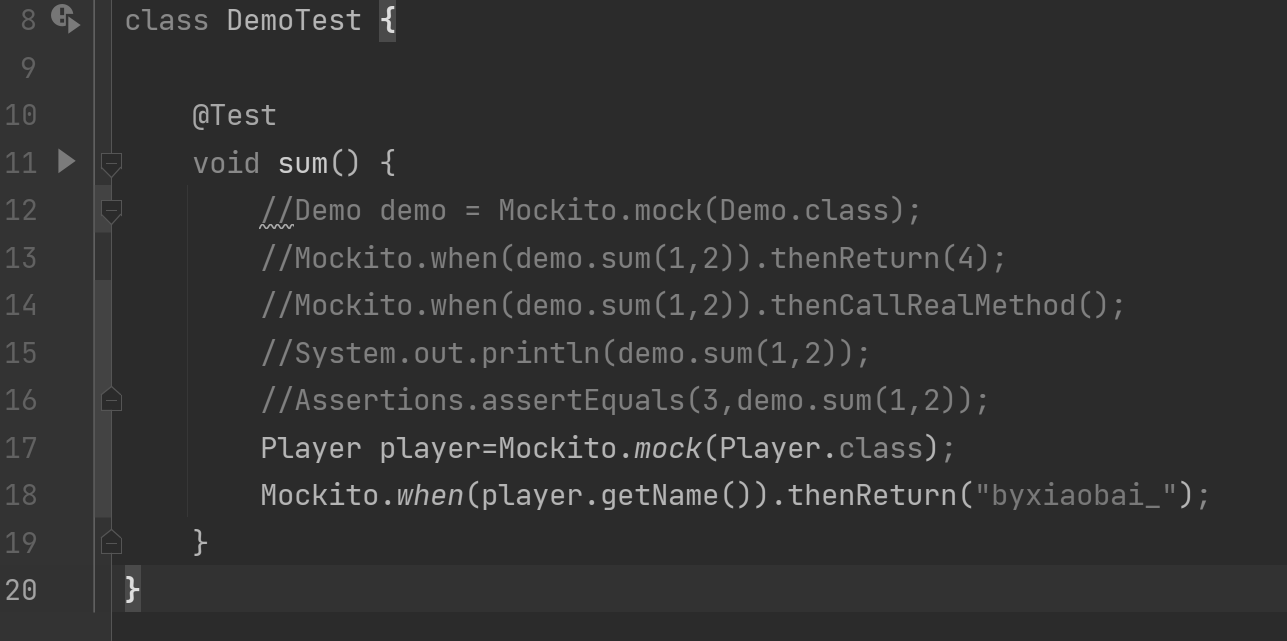 8 class DemoTest {
9
10 @Test
11 void sum() {
12 //Demo demo = Mockito.mock(Demo.class);
13 //Mockito.when(demo.sum(1,2)).thenReturn(4);
14 //Mockito.when(demo.sum(1,2)).thenCallRealMethod();
15 //System.out.println(demo.sum(1,2));
16 //Assertions.assertEquals(3,demo.sum(1,2));
17 Player player=Mockito.mock(Player.class);
18 Mockito.when(player.getName()).thenReturn("byxiaobai_");
19 }
20 }